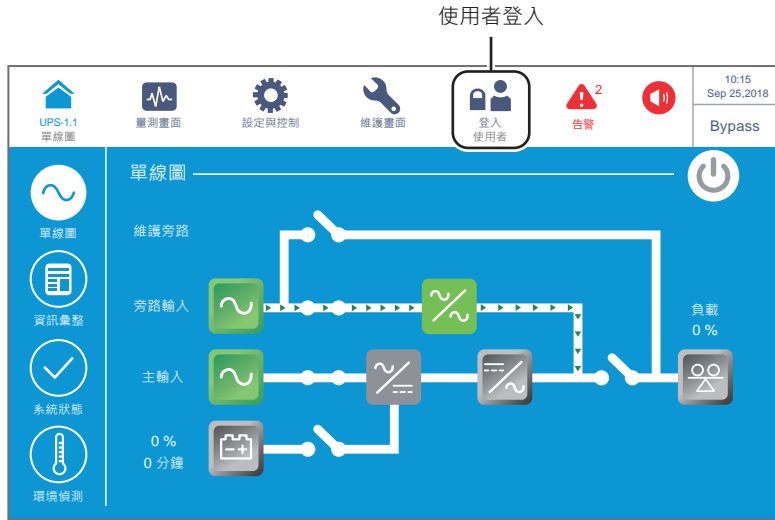 使用者登入
UPS-1.1
單線圖
量測畫面
設定與控制
維護畫面
登入
使用者
2
告警
10:15
Sep 25,2018
Bypass
單線圖
單線圖
資訊彙整
系統狀態
環境偵測
維護旁路
旁路輸入
主輸入
0 %
0 分鐘
負載
0 %